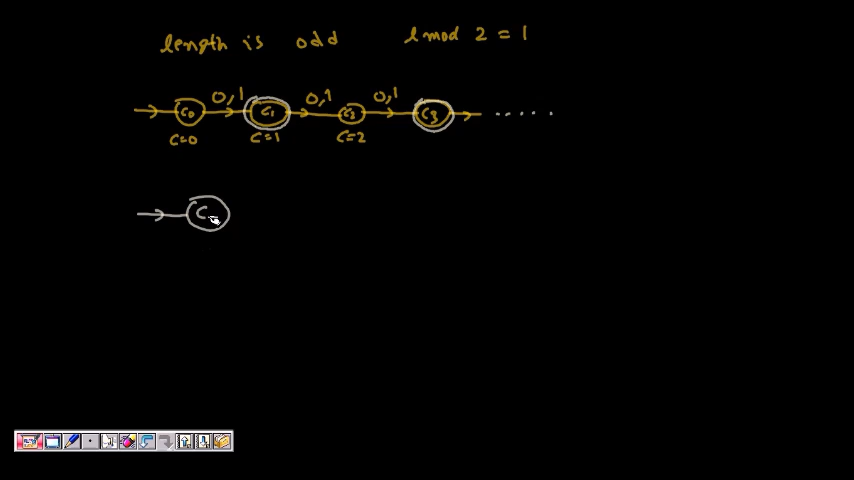 length is odd l mod 2 = 1
0,1 0,1 0,1
C0 C1 C2 C3 .....
C=0 C=1 C=2
C